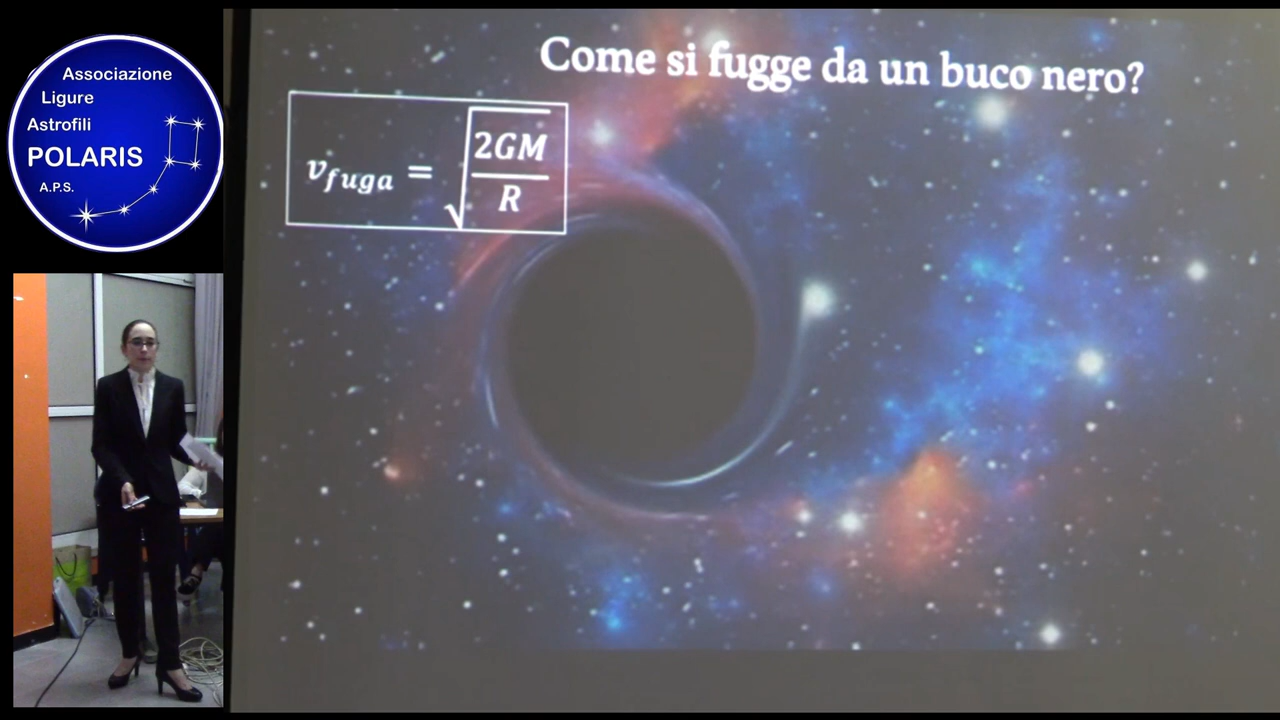 Associazione
Ligure
Astrofili
POLARIS
A.P.S.
Come si fugge da un buco nero?
v_fuga = √(2GM/R)